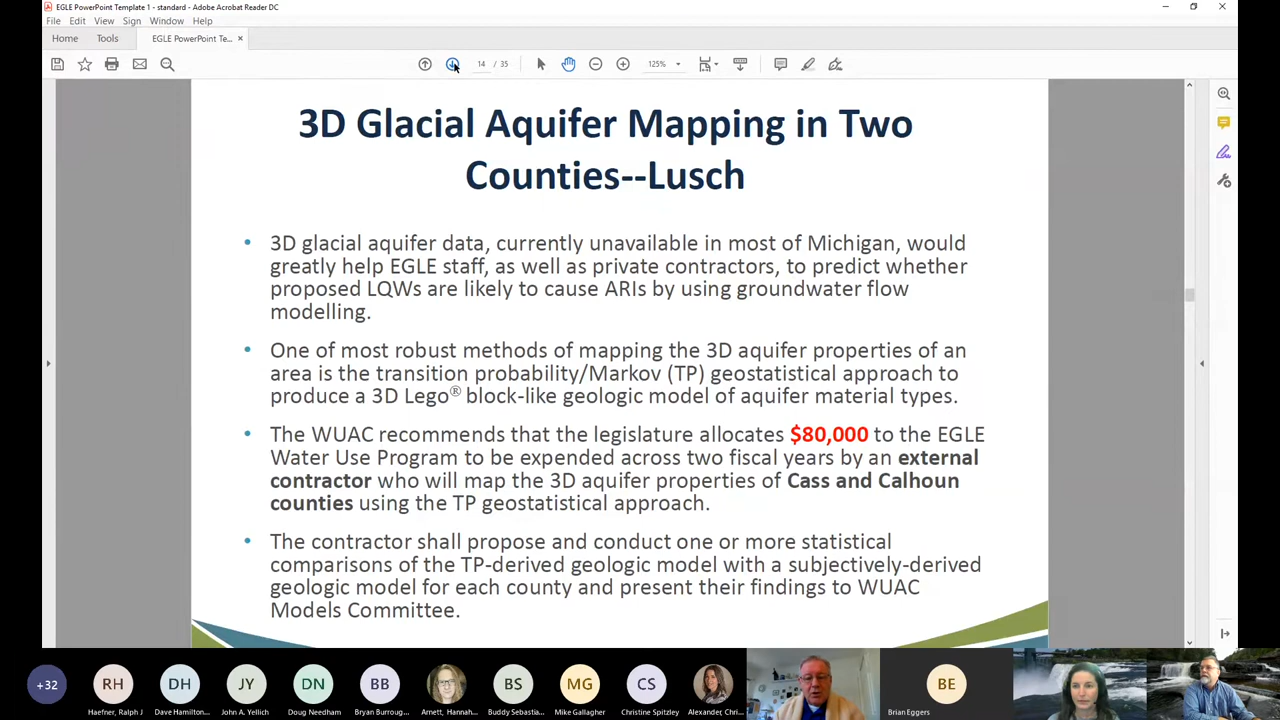 EGLE PowerPoint Template 1 - standard - Adobe Acrobat Reader DC
File Edit View Sign Window Help
Home Tools EGLE PowerPoint Te... ×
14 / 35 125%
3D Glacial Aquifer Mapping in Two
Counties--Lusch
• 3D glacial aquifer data, currently unavailable in most of Michigan, would
greatly help EGLE staff, as well as private contractors, to predict whether
proposed LQWs are likely to cause ARIs by using groundwater flow
modelling.
• One of most robust methods of mapping the 3D aquifer properties of an
area is the transition probability/Markov (TP) geostatistical approach to
produce a 3D Lego® block-like geologic model of aquifer material types.
• The WUAC recommends that the legislature allocates $80,000 to the EGLE
Water Use Program to be expended across two fiscal years by an external
contractor who will map the 3D aquifer properties of Cass and Calhoun
counties using the TP geostatistical approach.
• The contractor shall propose and conduct one or more statistical
comparisons of the TP-derived geologic model with a subjectively-derived
geologic model for each county and present their findings to WUAC
Models Committee.
+32 RH DH JY DN BB BS MG CS BE
Haefner, Ralph J Dave Hamilton... John A. Yellich Doug Needham Bryan Burroug... Arnett, Hannah... Buddy Sebastia... Mike Gallagher Christine Spitzley Alexander, Chri... Brian Eggers